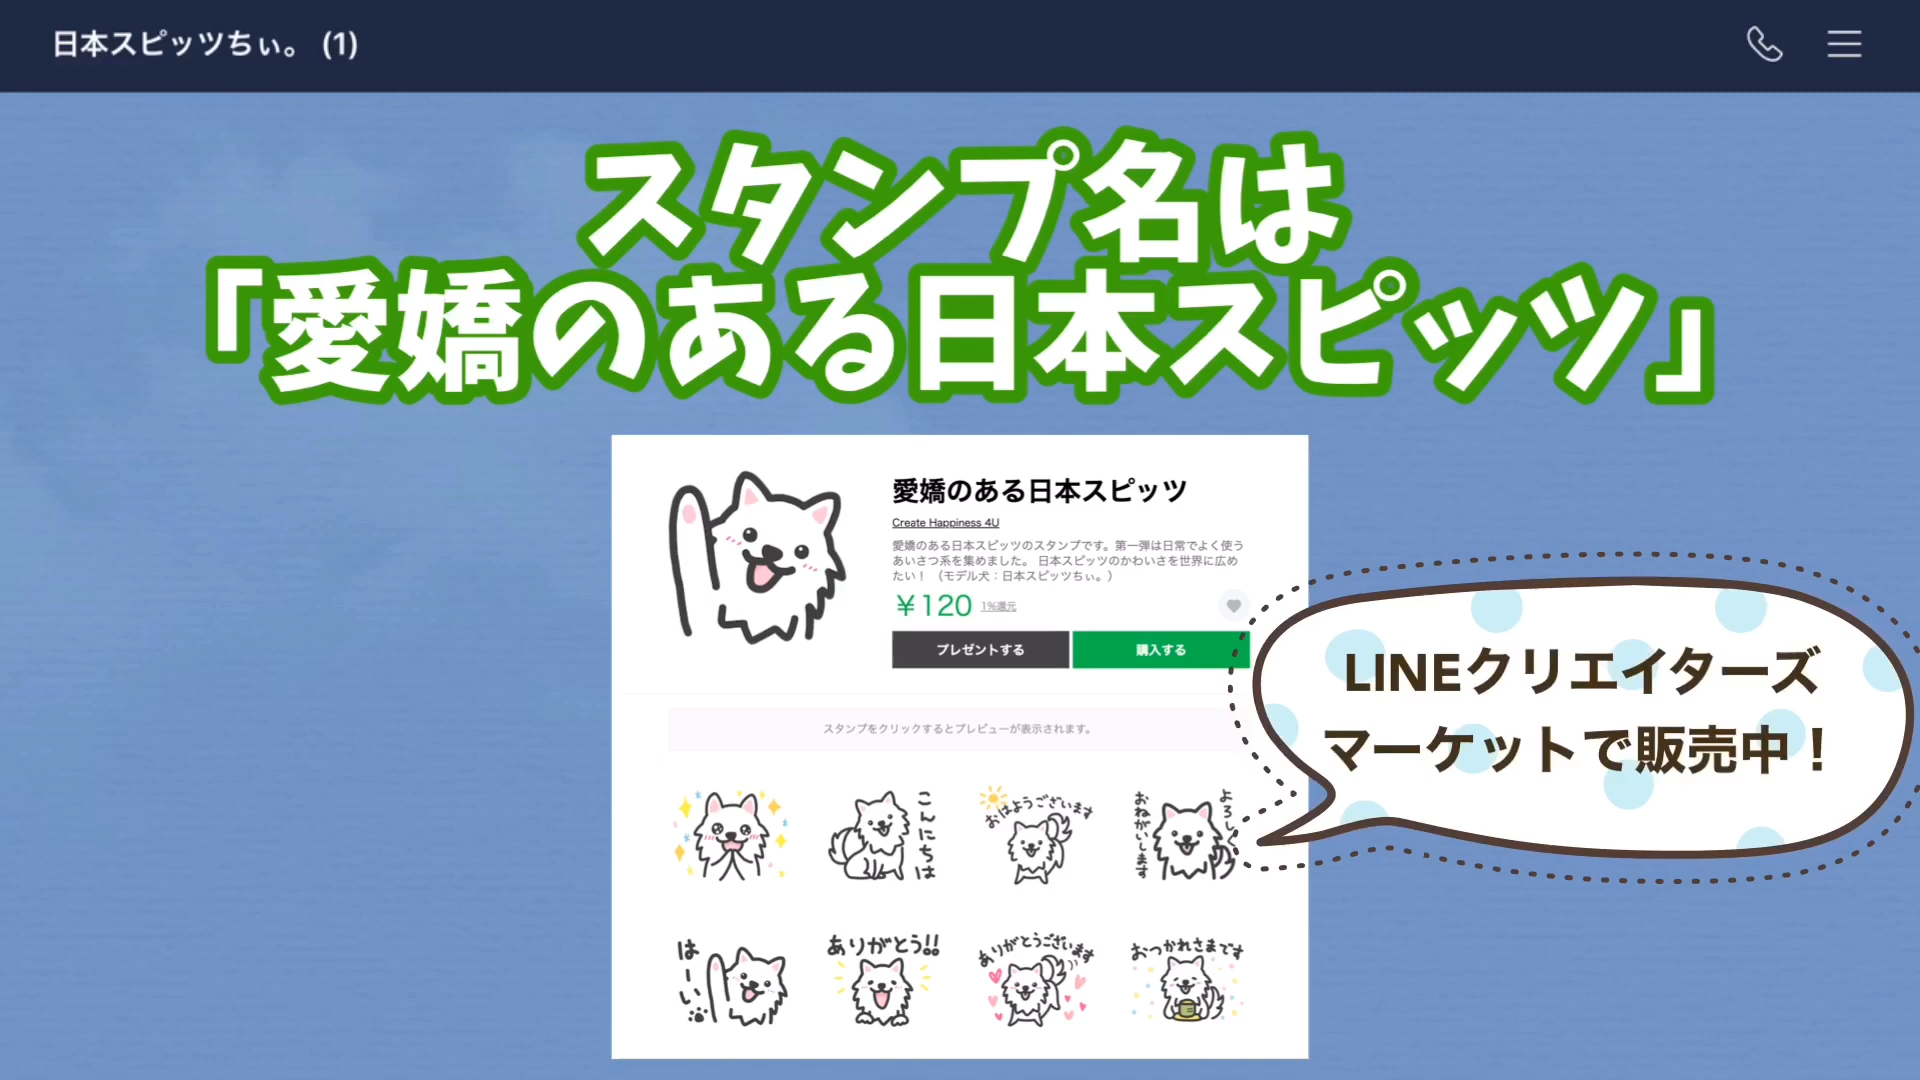 日本スピッツちぃ。 (1)
スタンプ名は
「愛嬌のある日本スピッツ」
愛嬌のある日本スピッツ
Create Happiness 4U
愛嬌のある日本スピッツのスタンプです。第一弾は日常でよく使う
あいさつ系を集めました。 日本スピッツのかわいさを世界に広め
たい！ （モデル犬：日本スピッツちぃ。）
￥120 1%還元
プレゼントする
購入する
LINEクリエイターズ
マーケットで販売中！
スタンプをクリックするとプレビューが表示されます。
こんにちは
おはようございます
よろしく
おねがいします
はーい
ありがとう!!
ありがとうございます
おつかれさまです